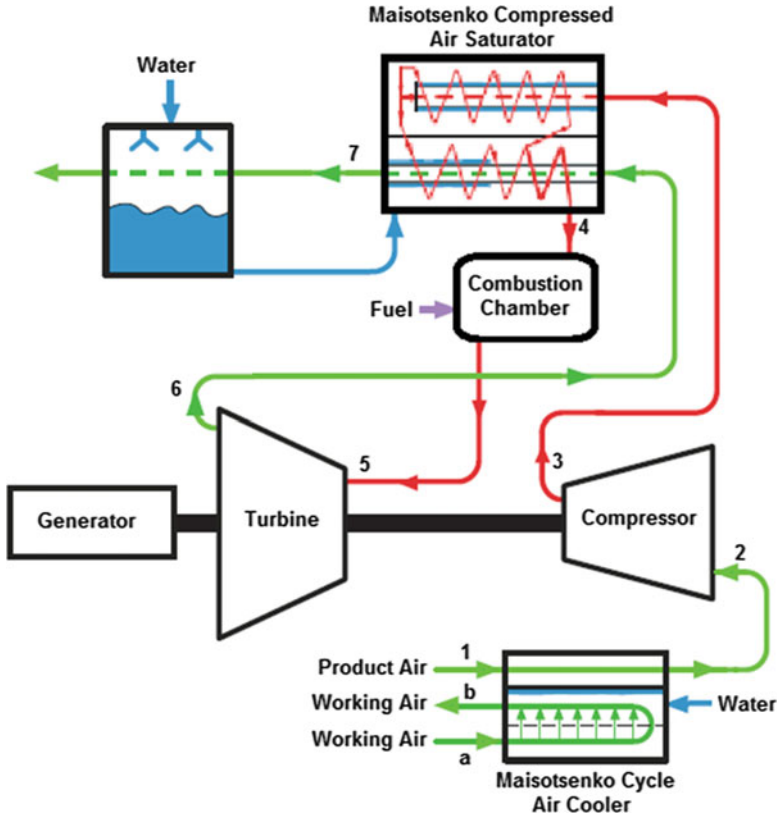 Maisotsenko Compressed
Air Saturator
Water
7
4
Combustion
Chamber
Fuel
6
5
3
Generator
Turbine
Compressor
2
1
Product Air
b
Working Air
Water
Working Air
a
Maisotsenko Cycle
Air Cooler